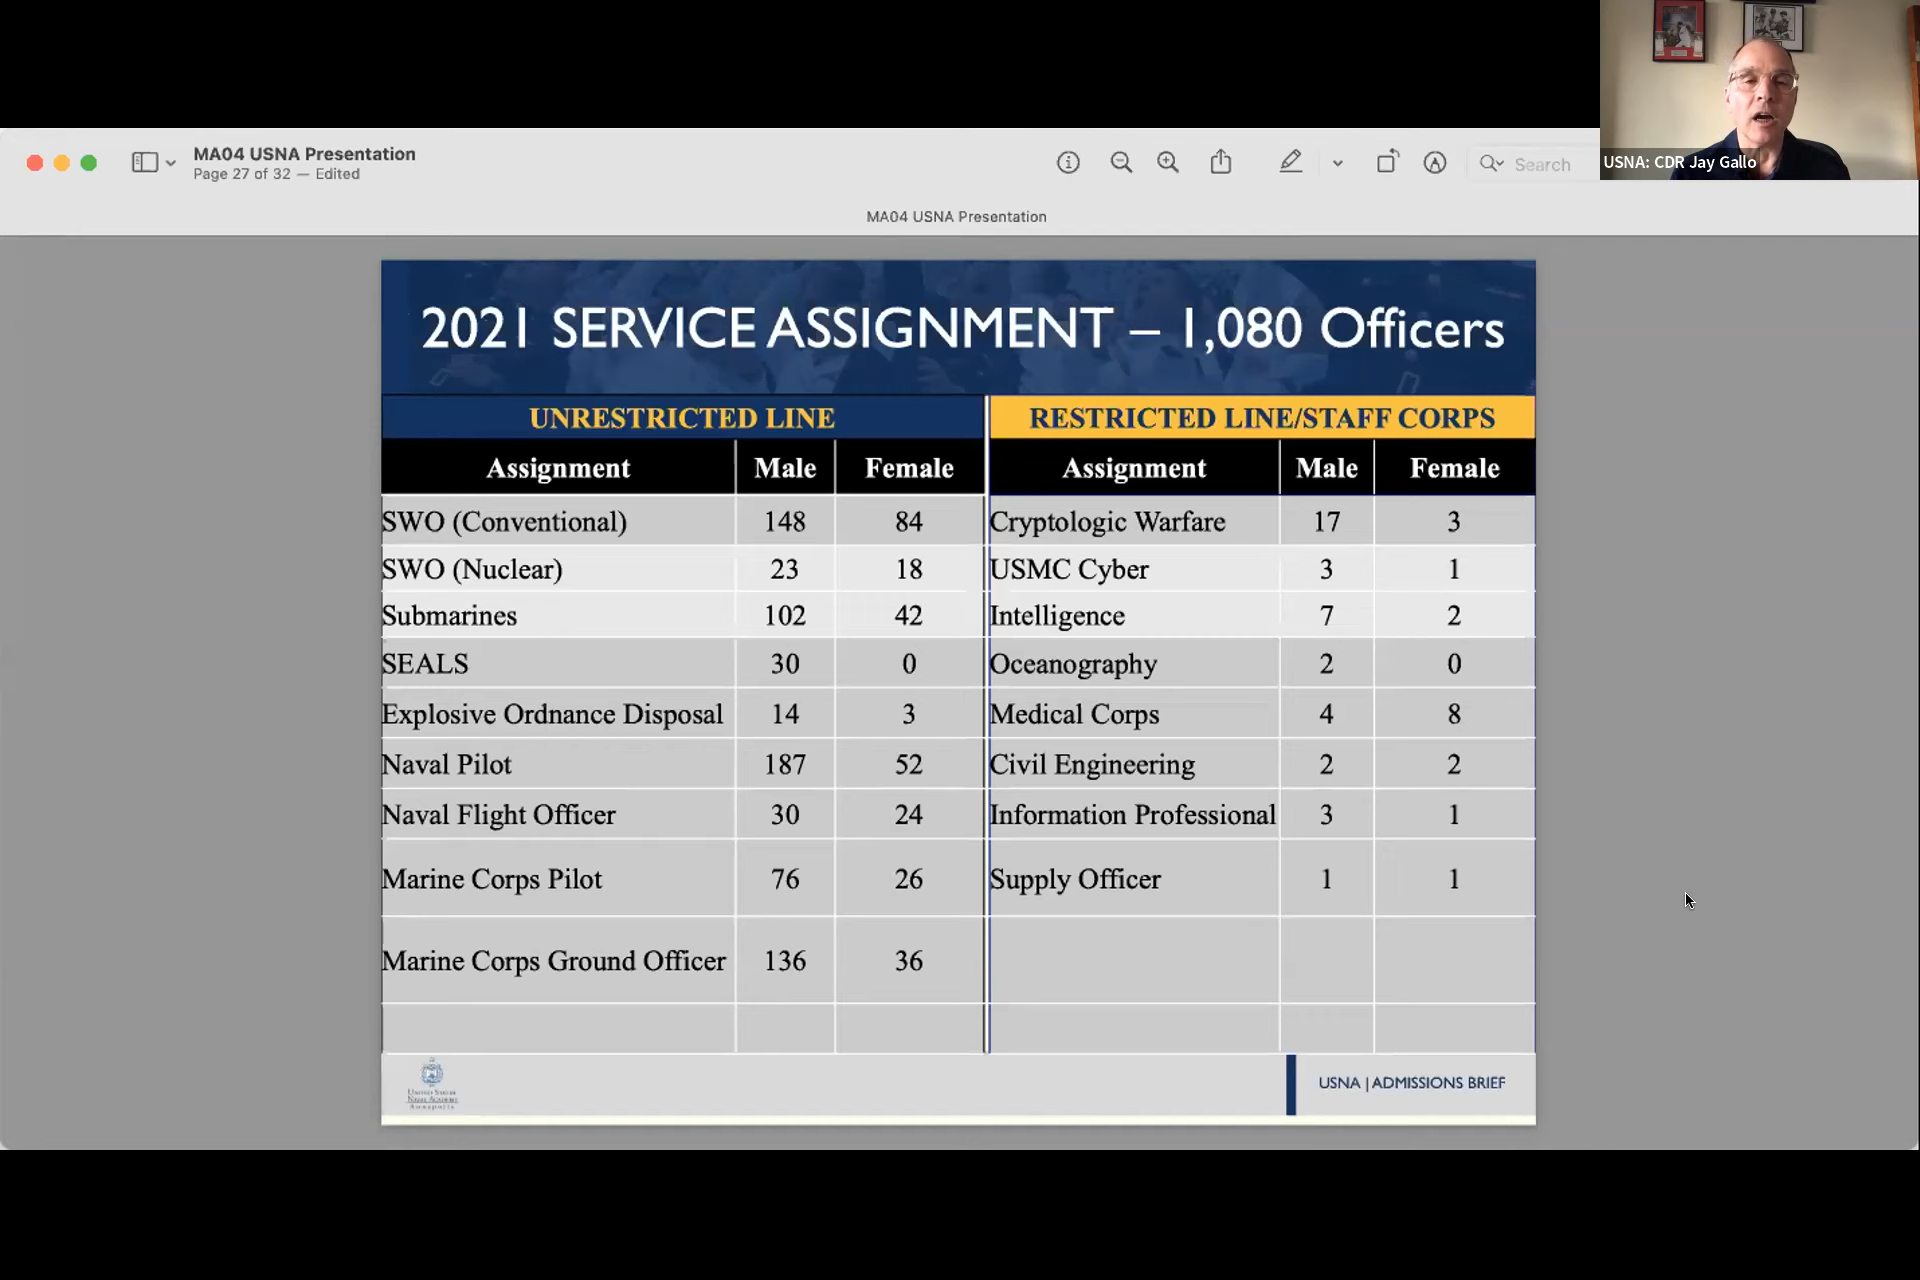 USNA: CDR Jay Gallo
MA04 USNA Presentation
Page 27 of 32 — Edited
Search
MA04 USNA Presentation
2021 SERVICE ASSIGNMENT – 1,080 Officers
UNRESTRICTED LINE RESTRICTED LINE/STAFF CORPS
Assignment Male Female Assignment Male Female
SWO (Conventional) 148 84 Cryptologic Warfare 17 3
SWO (Nuclear) 23 18 USMC Cyber 3 1
Submarines 102 42 Intelligence 7 2
SEALS 30 0 Oceanography 2 0
Explosive Ordnance Disposal 14 3 Medical Corps 4 8
Naval Pilot 187 52 Civil Engineering 2 2
Naval Flight Officer 30 24 Information Professional 3 1
Marine Corps Pilot 76 26 Supply Officer 1 1
Marine Corps Ground Officer 136 36
United States
Naval Academy
Annapolis
USNA | ADMISSIONS BRIEF